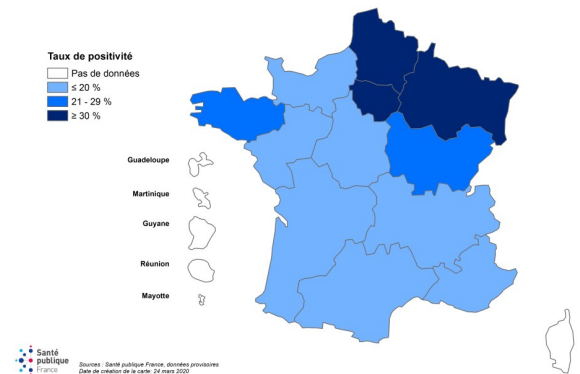 Taux de positivité
Pas de données
≤ 20 %
21 - 29 %
≥ 30 %
Guadeloupe
Martinique
Guyane
Réunion
Mayotte
Santé
publique
France
Sources : Santé publique France, données provisoires
Date de création de la carte: 24 mars 2020